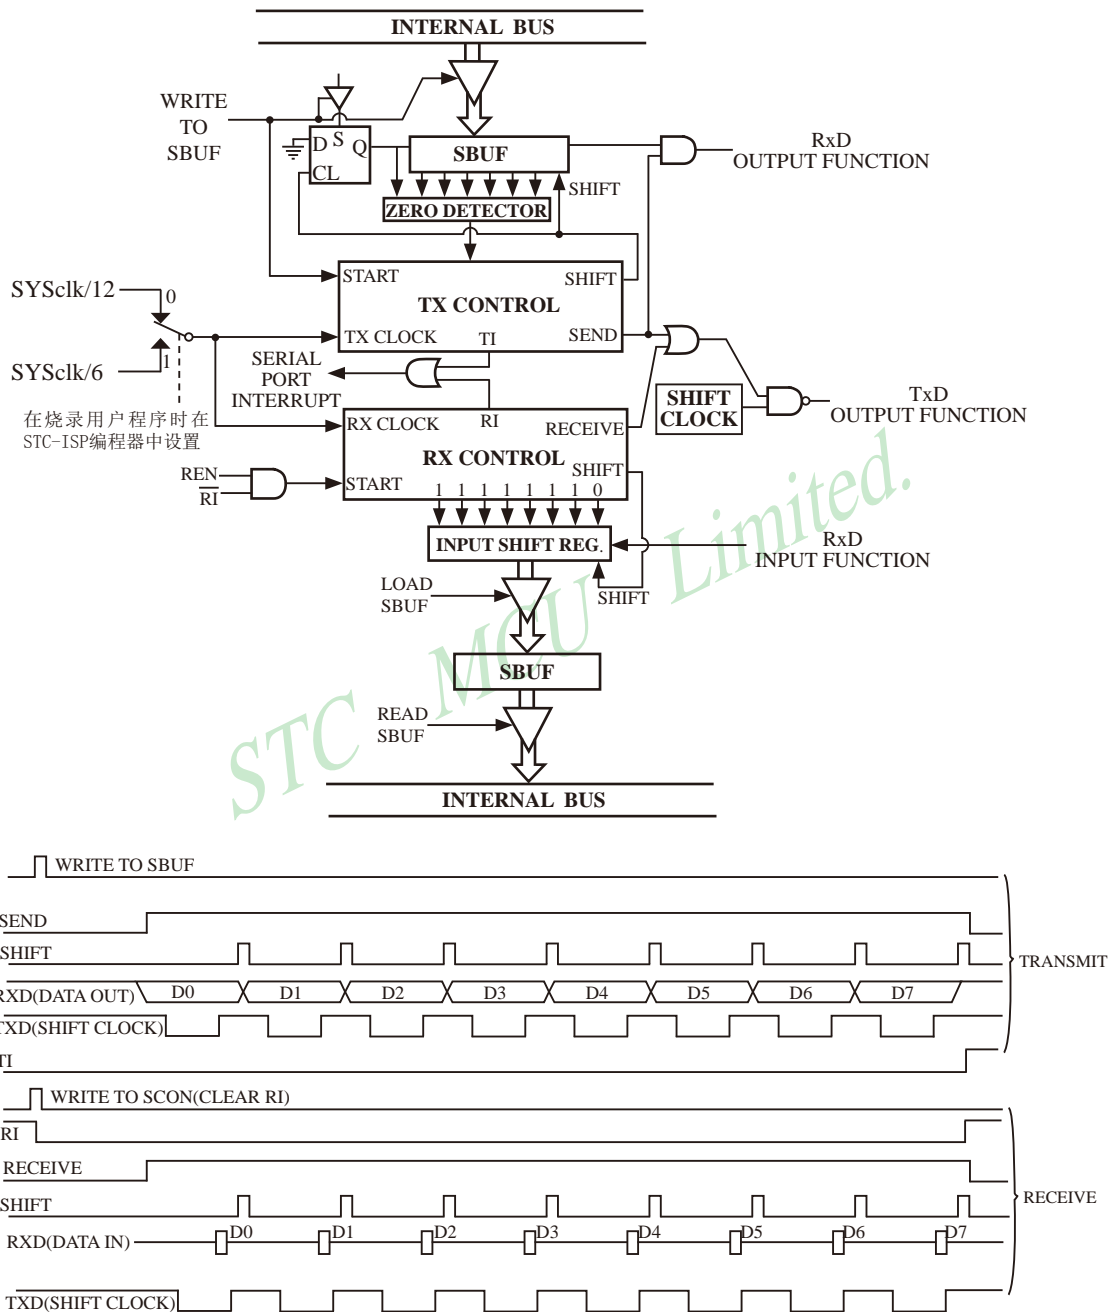 INTERNAL BUS
WRITE
TO
SBUF
D
S
Q
CL
SBUF
RxD
OUTPUT FUNCTION
SHIFT
ZERO DETECTOR
START
SHIFT
TX CONTROL
TX CLOCK
TI
SEND
SYSclk/12
0
SYSclk/6
1
在烧录用户程序时在
STC-ISP编程器中设置
SERIAL
PORT
INTERRUPT
SHIFT
CLOCK
TxD
OUTPUT FUNCTION
RX CLOCK
RI
RECEIVE
RX CONTROL
SHIFT
REN
RI
START
1 1 1 1 1 1 1 0
INPUT SHIFT REG.
RxD
INPUT FUNCTION
LOAD
SBUF
SHIFT
SBUF
READ
SBUF
INTERNAL BUS
STC MCU Limited.
WRITE TO SBUF
SEND
SHIFT
RXD(DATA OUT) D0 D1 D2 D3 D4 D5 D6 D7
TXD(SHIFT CLOCK)
TI
TRANSMIT
WRITE TO SCON(CLEAR RI)
RI
RECEIVE
SHIFT
RXD(DATA IN) D0 D1 D2 D3 D4 D5 D6 D7
TXD(SHIFT CLOCK)
RECEIVE